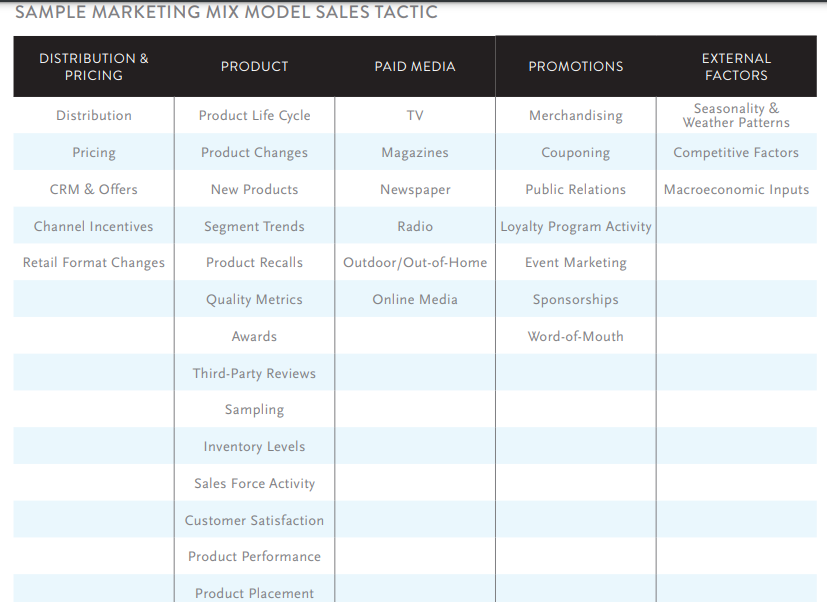 SAMPLE MARKETING MIX MODEL SALES TACTIC
DISTRIBUTION &
PRICING
PRODUCT
PAID MEDIA
PROMOTIONS
EXTERNAL
FACTORS
Distribution
Product Life Cycle
TV
Merchandising
Seasonality &
Weather Patterns
Pricing
Product Changes
Magazines
Couponing
Competitive Factors
CRM & Offers
New Products
Newspaper
Public Relations
Macroeconomic Inputs
Channel Incentives
Segment Trends
Radio
Loyalty Program Activity
Retail Format Changes
Product Recalls
Outdoor/Out-of-Home
Event Marketing
Quality Metrics
Online Media
Sponsorships
Awards
Word-of-Mouth
Third-Party Reviews
Sampling
Inventory Levels
Sales Force Activity
Customer Satisfaction
Product Performance
Product Placement